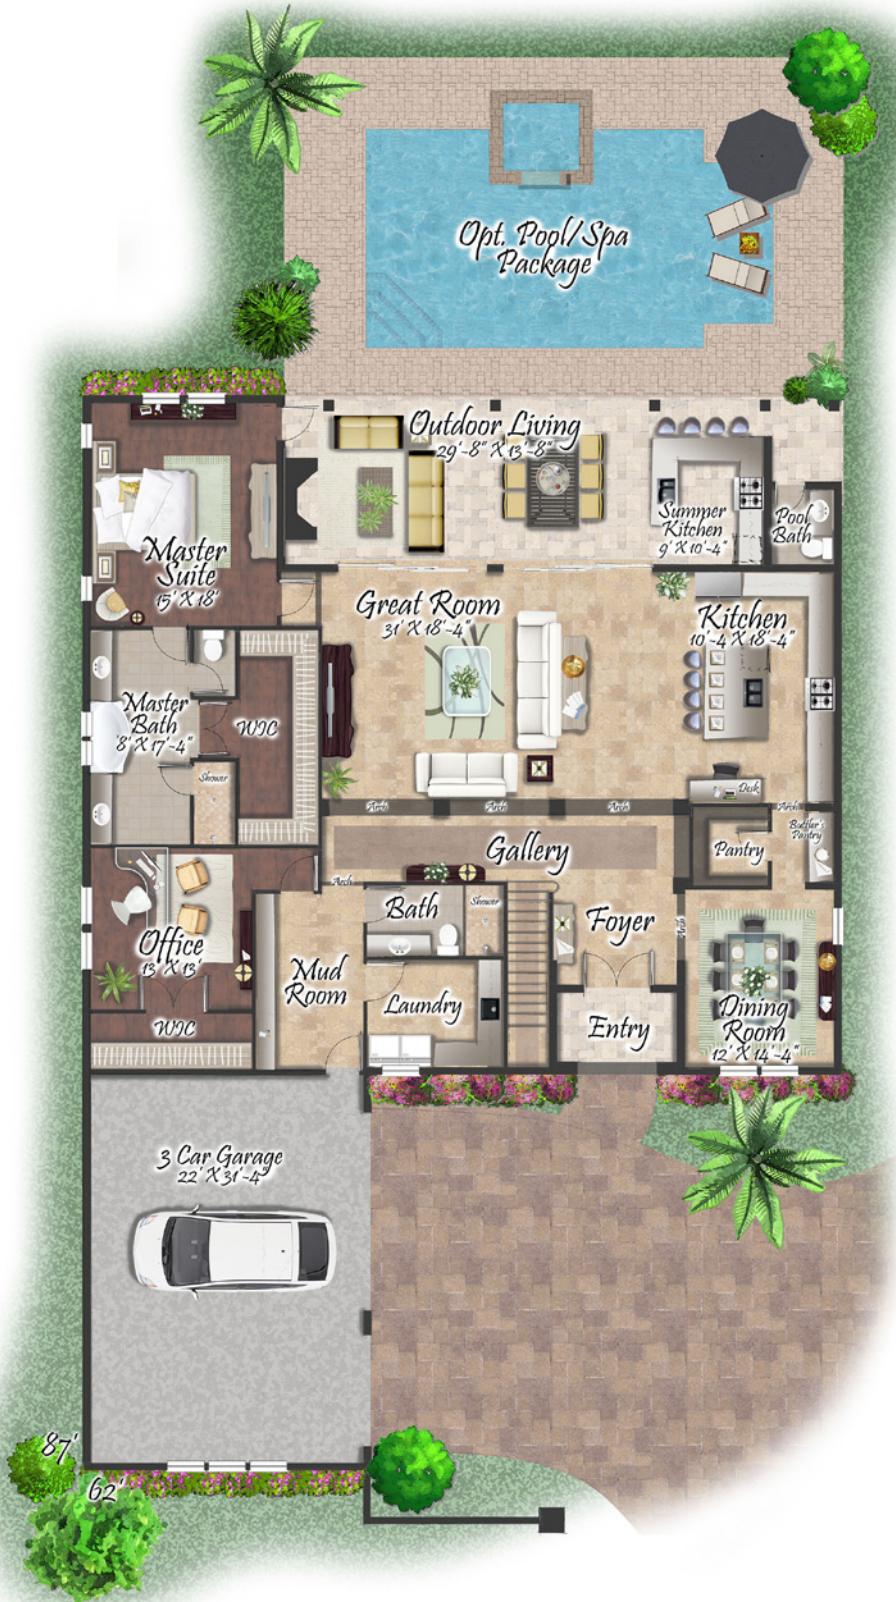 Opt. Pool/Spa
Package
Outdoor Living
29'-8" X 13'-8"
Summer
Kitchen
9' X 10'-4"
Pool
Bath
Master
Suite
15' X 18'
Great Room
31' X 18'-4"
Kitchen
10'-4 X 18'-4"
Master
Bath
8' X 17'-4"
WIC
Shower
Desk
Arch
Arch
Arch
Arch
Gallery
Pantry
Buttler's
Pantry
Arch
Bath
Shower
Foyer
Arch
Office
13' X 13'
Mud
Room
Laundry
Entry
Dining
Room
12' X 14'-4"
WIC
3 Car Garage
22' X 31'-4"
87'
62'